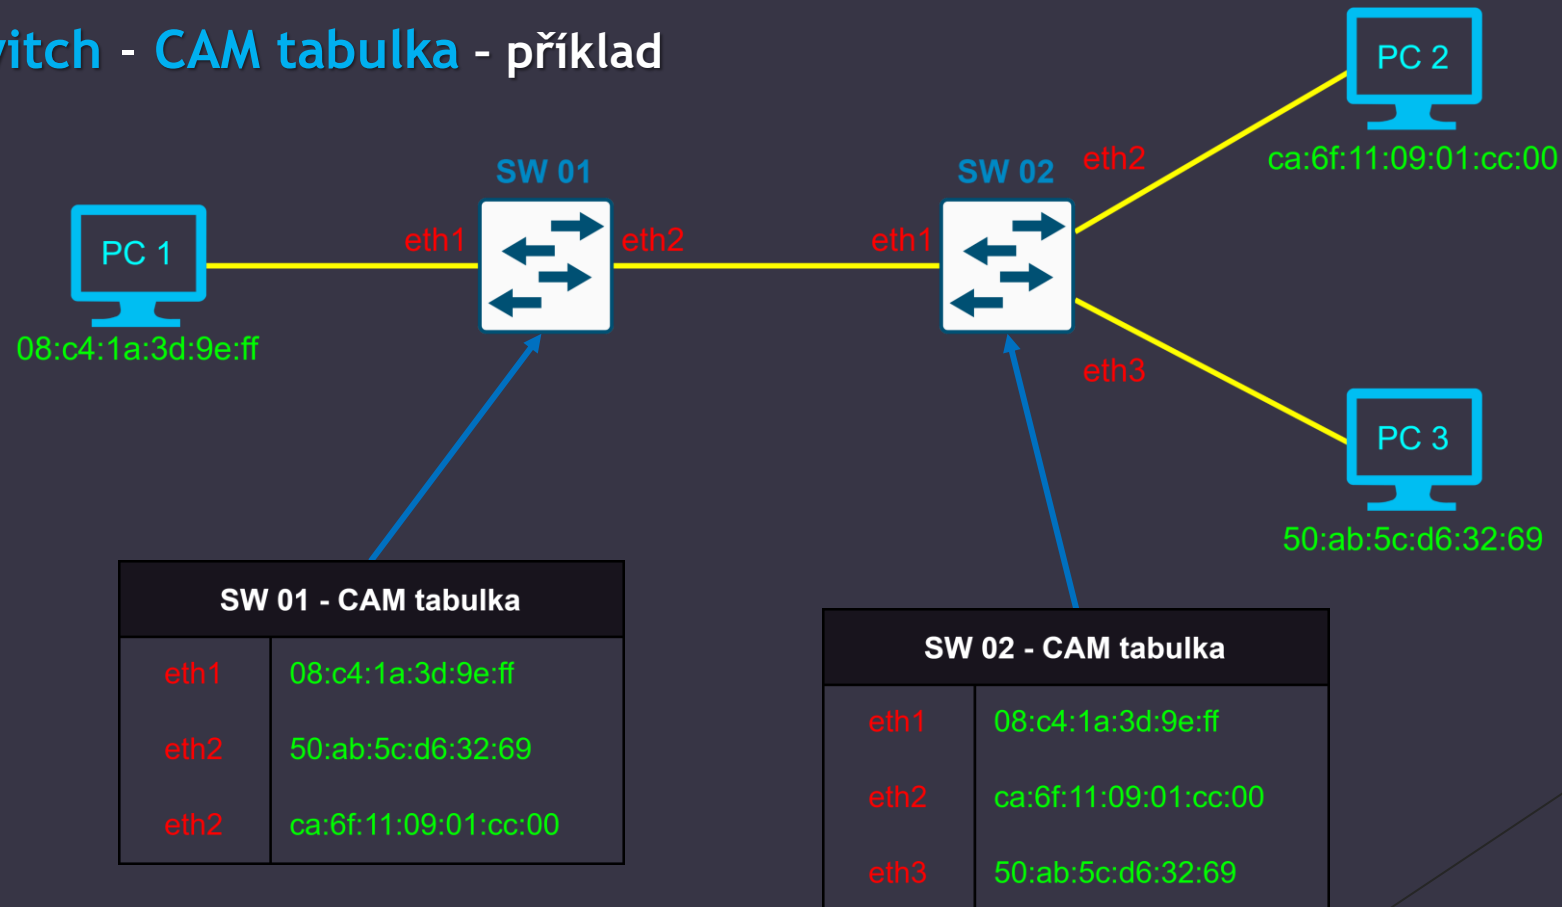 itch - CAM tabulka - příklad
PC 2
ca:6f:11:09:01:cc:00
SW 01
SW 02
eth2
PC 1
eth1
eth2
eth1
08:c4:1a:3d:9e:ff
eth3
PC 3
50:ab:5c:d6:32:69
SW 01 - CAM tabulka
eth1 08:c4:1a:3d:9e:ff
eth2 50:ab:5c:d6:32:69
eth2 ca:6f:11:09:01:cc:00
SW 02 - CAM tabulka
eth1 08:c4:1a:3d:9e:ff
eth2 ca:6f:11:09:01:cc:00
eth3 50:ab:5c:d6:32:69